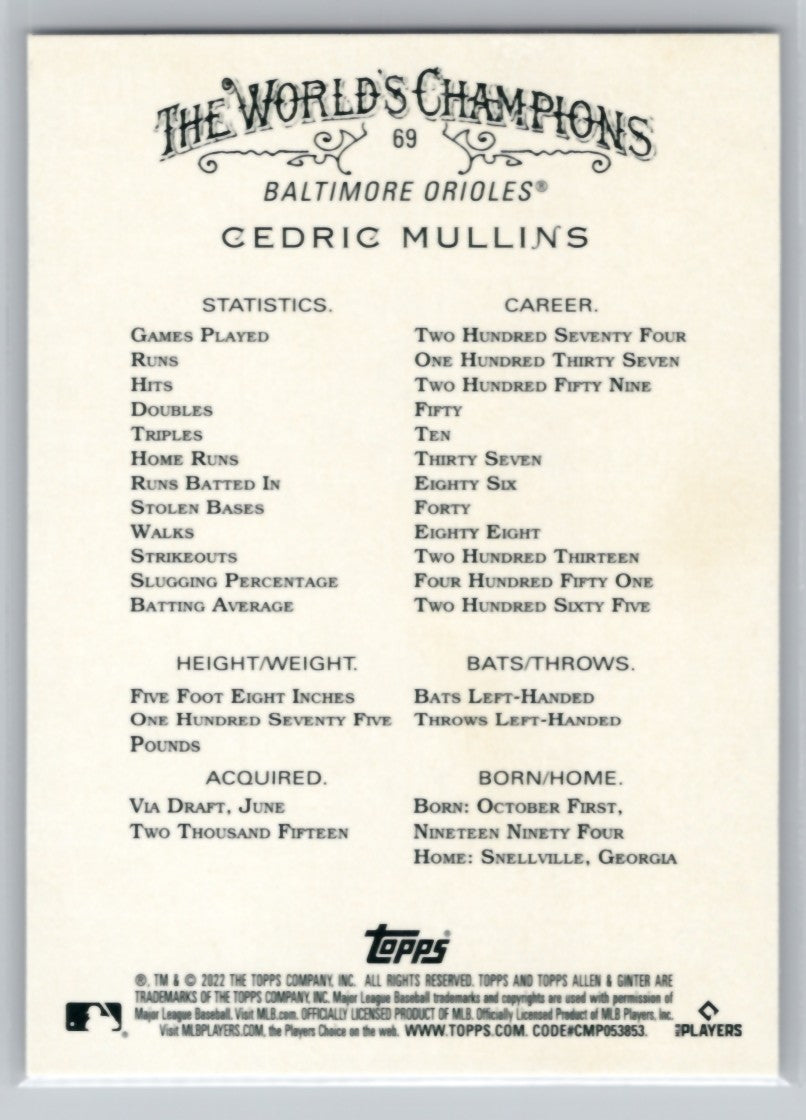 THE WORLD'S CHAMPIONS
69
BALTIMORE ORIOLES®
CEDRIC MULLINS
STATISTICS. CAREER.
GAMES PLAYED TWO HUNDRED SEVENTY FOUR
RUNS ONE HUNDRED THIRTY SEVEN
HITS TWO HUNDRED FIFTY NINE
DOUBLES FIFTY
TRIPLES TEN
HOME RUNS THIRTY SEVEN
RUNS BATTED IN EIGHTY SIX
STOLEN BASES FORTY
WALKS EIGHTY EIGHT
STRIKEOUTS TWO HUNDRED THIRTEEN
SLUGGING PERCENTAGE FOUR HUNDRED FIFTY ONE
BATTING AVERAGE TWO HUNDRED SIXTY FIVE
HEIGHT/WEIGHT. BATS/THROWS.
FIVE FOOT EIGHT INCHES BATS LEFT-HANDED
ONE HUNDRED SEVENTY FIVE THROWS LEFT-HANDED
POUNDS
ACQUIRED. BORN/HOME.
VIA DRAFT, JUNE BORN: OCTOBER FIRST,
TWO THOUSAND FIFTEEN NINETEEN NINETY FOUR
HOME: SNELLVILLE, GEORGIA
Topps
®, TM & © 2022 THE TOPPS COMPANY, INC. ALL RIGHTS RESERVED. TOPPS AND TOPPS ALLEN & GINTER ARE
TRADEMARKS OF THE TOPPS COMPANY, INC. Major League Baseball trademarks and copyrights are used with permission of
Major League Baseball. Visit MLB.com. OFFICIALLY LICENSED PRODUCT OF MLB. Officially Licensed Product of MLB Players, Inc.
Visit MLBPLAYERS.COM, the Players Choice on the web. WWW.TOPPS.COM. CODE#CMP053853.
MLB PLAYERS